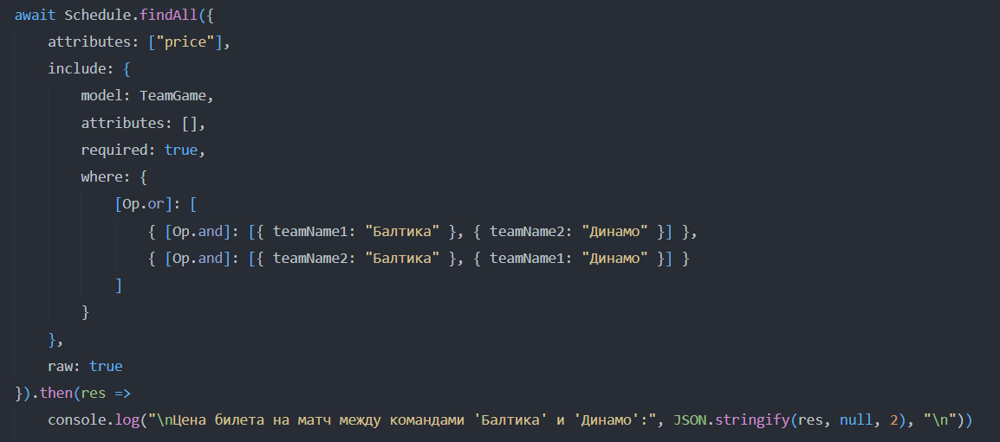 await Schedule.findAll({
    attributes: ["price"],
    include: {
        model: TeamGame,
        attributes: [],
        required: true,
        where: {
            [Op.or]: [
                { [Op.and]: [{ teamName1: "Балтика" }, { teamName2: "Динамо" }] },
                { [Op.and]: [{ teamName2: "Балтика" }, { teamName1: "Динамо" }] }
            ]
        }
    },
    raw: true
}).then(res =>
    console.log("\nЦена билета на матч между командами 'Балтика' и 'Динамо':", JSON.stringify(res, null, 2), "\n"))